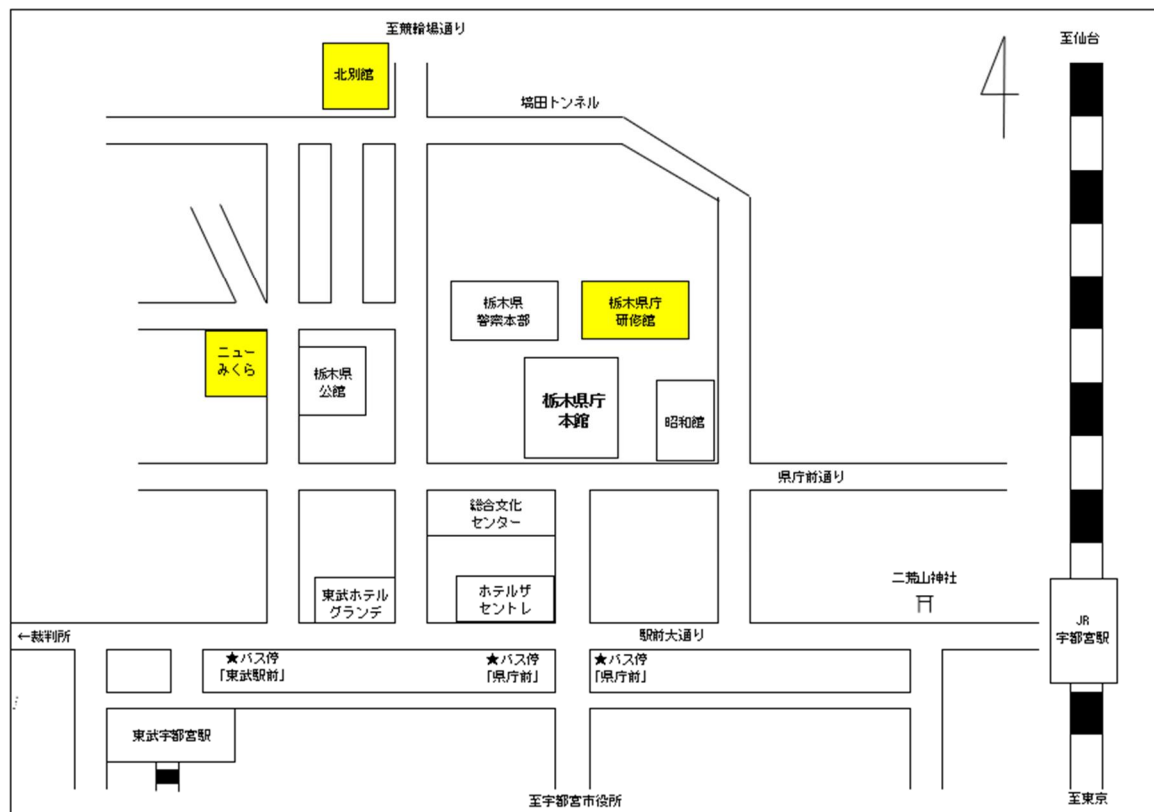 至競輪場通り
至仙台
北別館
塙田トンネル
栃木県
警察本部
栃木県庁
研修館
ニュー
みくら
栃木県
公館
栃木県庁
本館
昭和館
県庁前通り
総合文化
センター
二荒山神社
東武ホテル
グランデ
ホテルザ
セントレ
JR
宇都宮駅
←裁判所
駅前大通り
★バス停
「東武駅前」
★バス停
「県庁前」
★バス停
「県庁前」
東武宇都宮駅
至宇都宮市役所
至東京